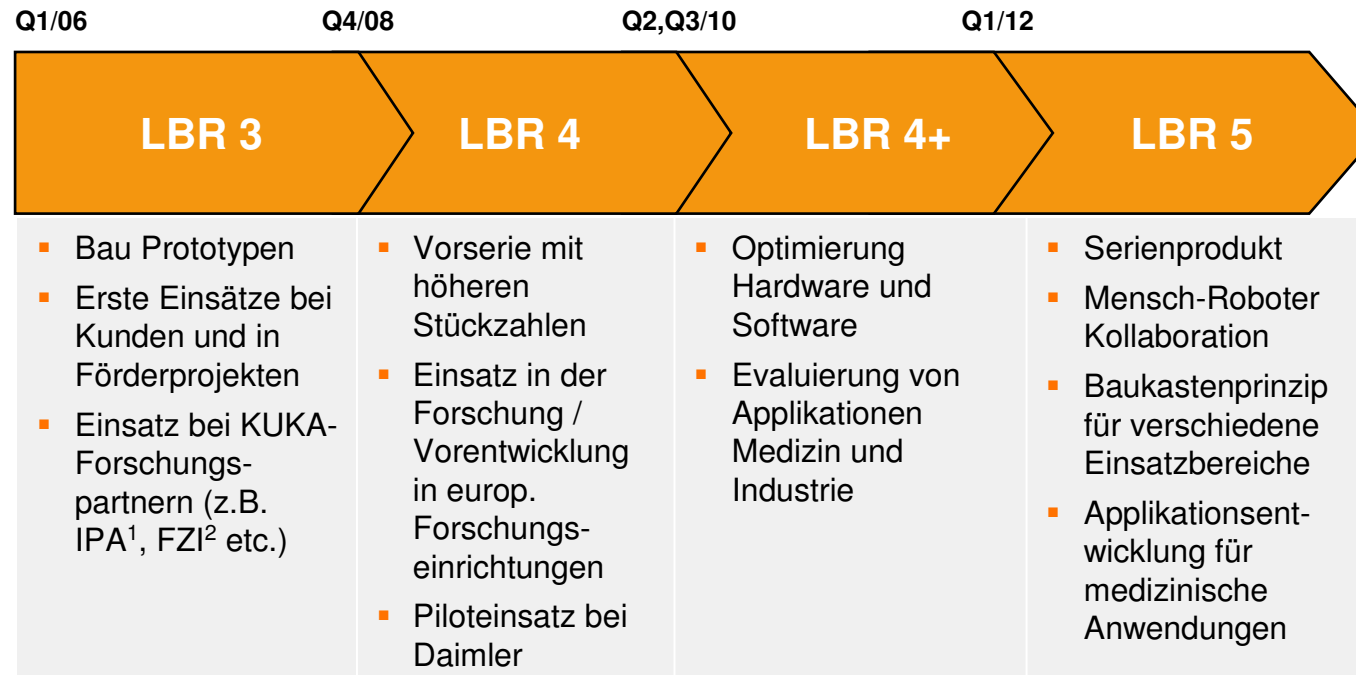 Q1/06 Q4/08 Q2,Q3/10 Q1/12
LBR 3 LBR 4 LBR 4+ LBR 5
▪ Bau Prototypen
▪ Erste Einsätze bei
Kunden und in
Förderprojekten
▪ Einsatz bei KUKA-
Forschungs-
partnern (z.B.
IPA¹, FZI² etc.)
▪ Vorserie mit
höheren
Stückzahlen
▪ Einsatz in der
Forschung /
Vorentwicklung
in europ.
Forschungs-
einrichtungen
▪ Piloteinsatz bei
Daimler
▪ Optimierung
Hardware und
Software
▪ Evaluierung von
Applikationen
Medizin und
Industrie
▪ Serienprodukt
▪ Mensch-Roboter
Kollaboration
▪ Baukastenprinzip
für verschiedene
Einsatzbereiche
▪ Applikationsent-
wicklung für
medizinische
Anwendungen